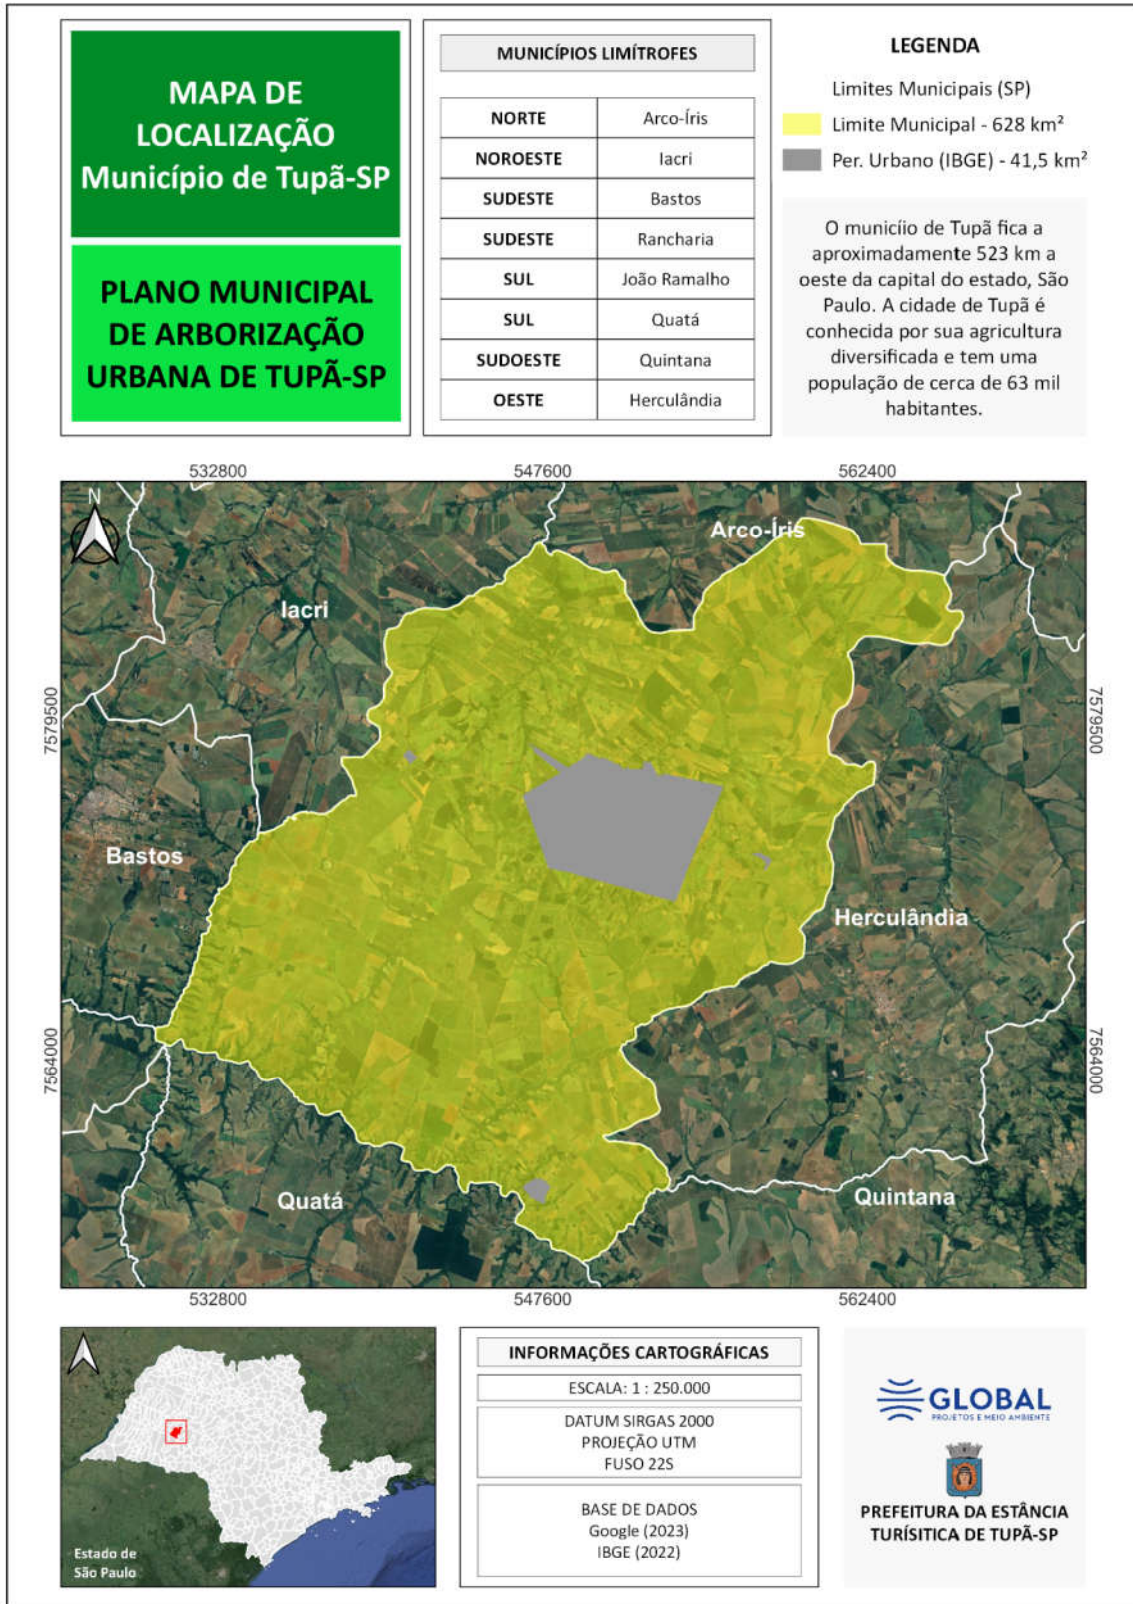 MAPA DE
LOCALIZAÇÃO
Município de Tupã-SP
PLANO MUNICIPAL
DE ARBORIZAÇÃO
URBANA DE TUPÃ-SP
MUNICÍPIOS LIMÍTROFES
NORTE Arco-Íris
NOROESTE Iacri
SUDESTE Bastos
SUDESTE Rancharia
SUL João Ramalho
SUL Quatá
SUDOESTE Quintana
OESTE Herculândia
LEGENDA
Limites Municipais (SP)
Limite Municipal - 628 km²
Per. Urbano (IBGE) - 41,5 km²
O municíio de Tupã fica a
aproximadamente 523 km a
oeste da capital do estado, São
Paulo. A cidade de Tupã é
conhecida por sua agricultura
diversificada e tem uma
população de cerca de 63 mil
habitantes.
532800 547600 562400
N
Arco-Íris
Iacri
7579500 7579500
Bastos
Herculândia
7564000 7564000
Quatá
Quintana
532800 547600 562400
Estado de
São Paulo
INFORMAÇÕES CARTOGRÁFICAS
ESCALA: 1 : 250.000
DATUM SIRGAS 2000
PROJEÇÃO UTM
FUSO 22S
BASE DE DADOS
Google (2023)
IBGE (2022)
GLOBAL
PROJETOS E MEIO AMBIENTE
PREFEITURA DA ESTÂNCIA
TURÍSITICA DE TUPÃ-SP